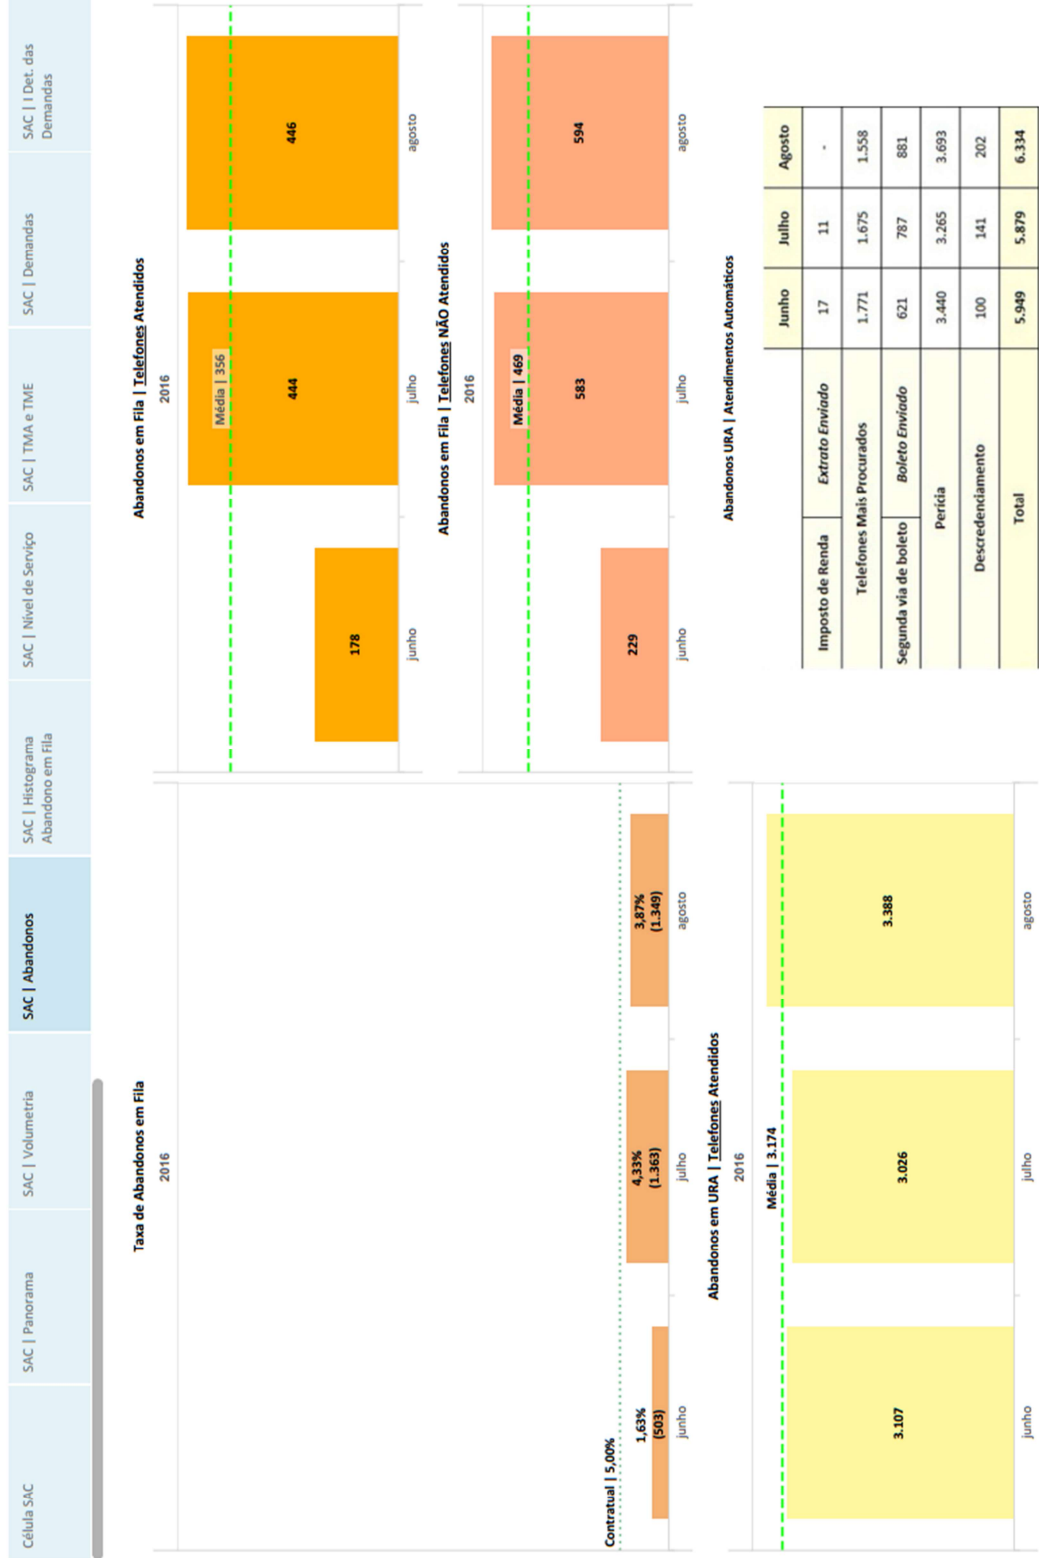 Célula SAC
SAC | Panorama
SAC | Volumetria
SAC | Abandonos
SAC | Histograma
Abandono em Fila
SAC | Nível de Serviço
SAC | TMA e TME
SAC | Demandas
SAC | I Det. das
Demandas
Taxa de Abandonos em Fila
2016
Contratual | 5,00%
1,63%
(503)
4,33%
(1.363)
3,87%
(1.349)
junho
julho
agosto
Abandonos em Fila | Telefones Atendidos
2016
Média | 356
178
444
446
junho
julho
agosto
Abandonos em Fila | Telefones NÃO Atendidos
2016
Média | 469
229
583
594
junho
julho
agosto
Abandonos em URA | Telefones Atendidos
2016
Média | 3.174
3.107
3.026
3.388
junho
julho
agosto
Abandonos URA | Atendimentos Automáticos
Junho Julho Agosto
Imposto de Renda Extrato Enviado 17 11 -
Telefones Mais Procurados 1.771 1.675 1.558
Segunda via de boleto Boleto Enviado 621 787 881
Perícia 3.440 3.265 3.693
Descredenciamento 100 141 202
Total 5.949 5.879 6.334